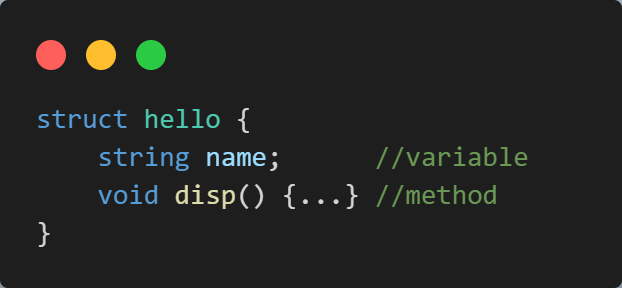 struct hello {
    string name;      //variable
    void disp() {...} //method
}